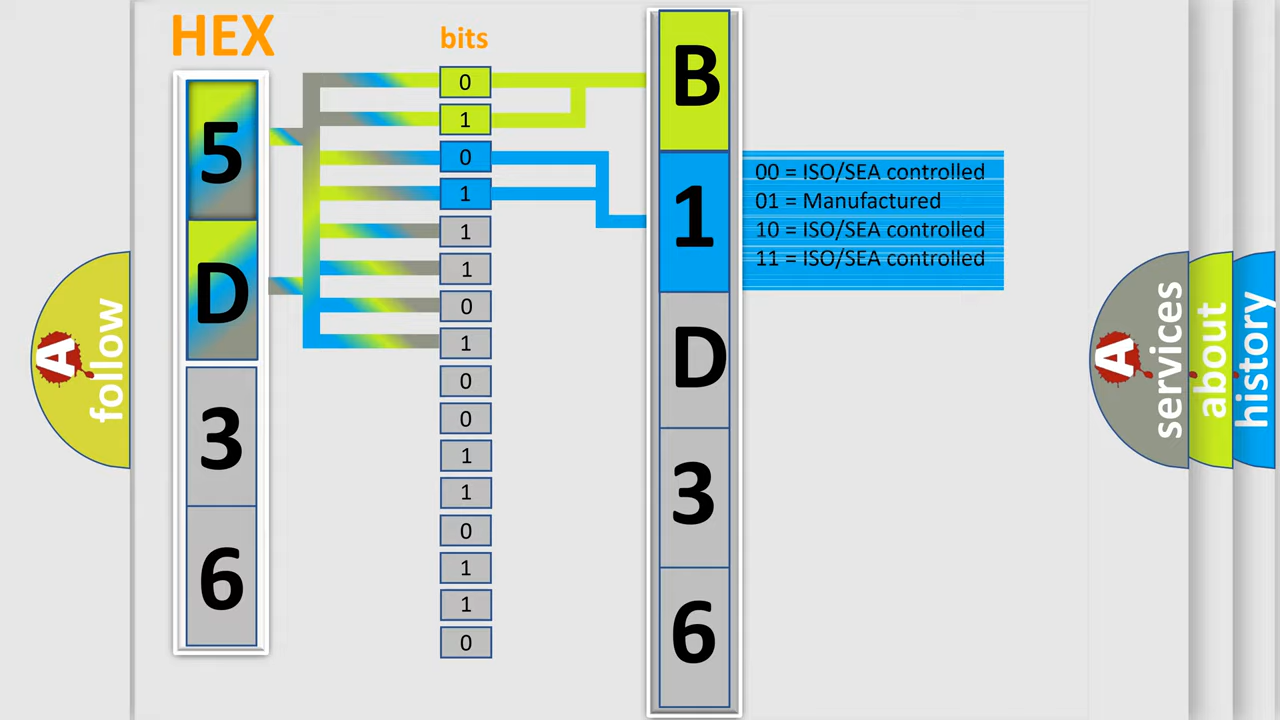 HEX
bits
5
D
3
6
0
1
0
1
1
1
0
1
0
0
1
1
0
1
1
0
B
1
D
3
6
00 = ISO/SEA controlled
01 = Manufactured
10 = ISO/SEA controlled
11 = ISO/SEA controlled
A
follow
A
services
about
history